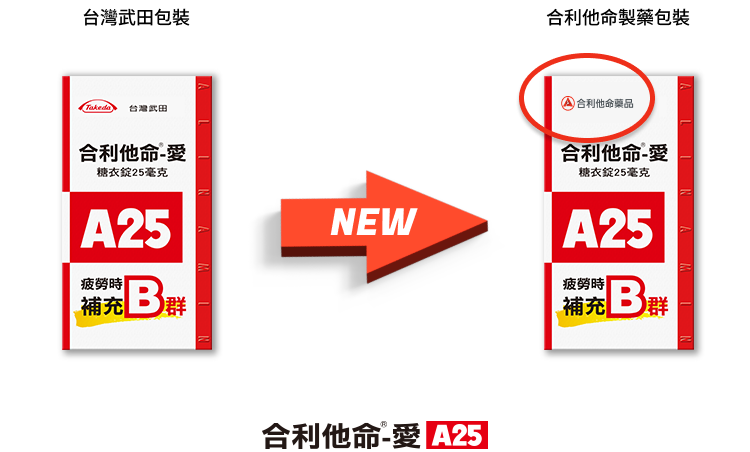 台灣武田包裝
合利他命製藥包裝
Takeda 台灣武田
合利他命®-愛
糖衣錠25毫克
A25
疲勞時
補充B群
ALINAMIN
NEW
合利他命藥品
合利他命®-愛
糖衣錠25毫克
A25
疲勞時
補充B群
ALINAMIN
合利他命®-愛 A25